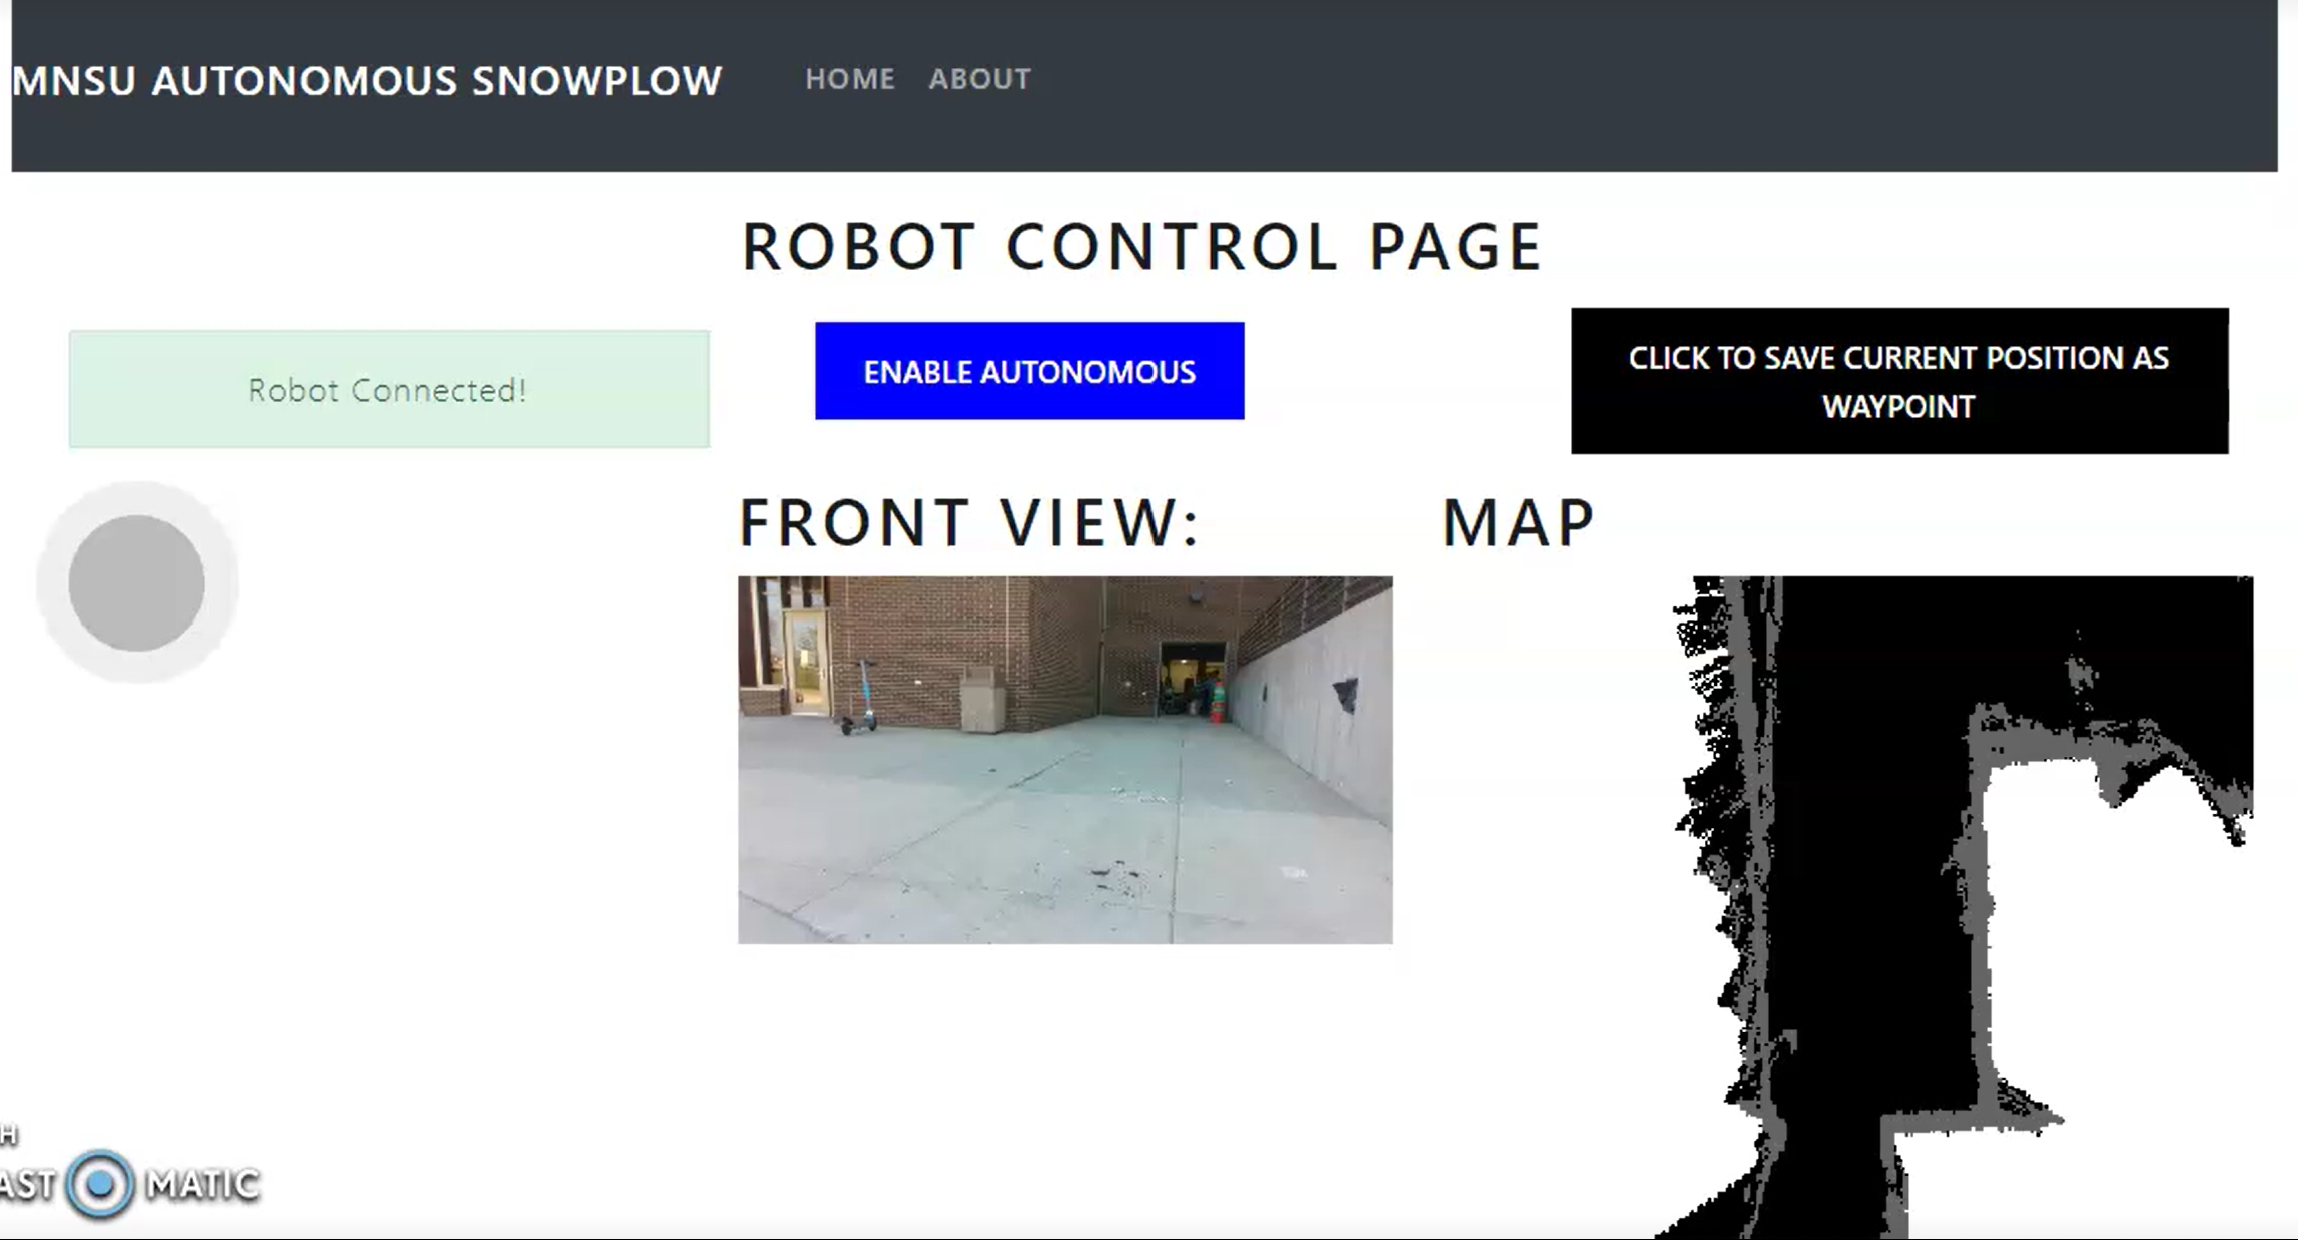 MNSU AUTONOMOUS SNOWPLOW
HOME ABOUT
ROBOT CONTROL PAGE
Robot Connected!
ENABLE AUTONOMOUS
CLICK TO SAVE CURRENT POSITION AS
WAYPOINT
FRONT VIEW:
MAP
H
AST MATIC